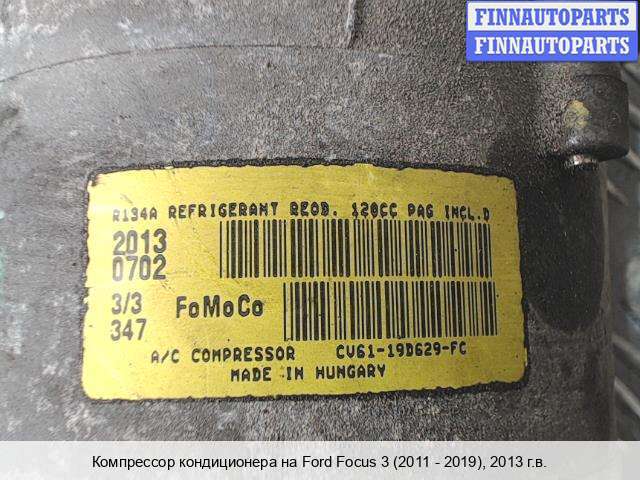 FINNAUTOPARTS
FINNAUTOPARTS
R134A REFRIGERANT REQD. 120CC PAG INCL.D
2013
0702
3/3
FoMoCo
347
A/C COMPRESSOR CV61-19D629-FC
MADE IN HUNGARY
Компрессор кондиционера на Ford Focus 3 (2011 - 2019), 2013 г.в.